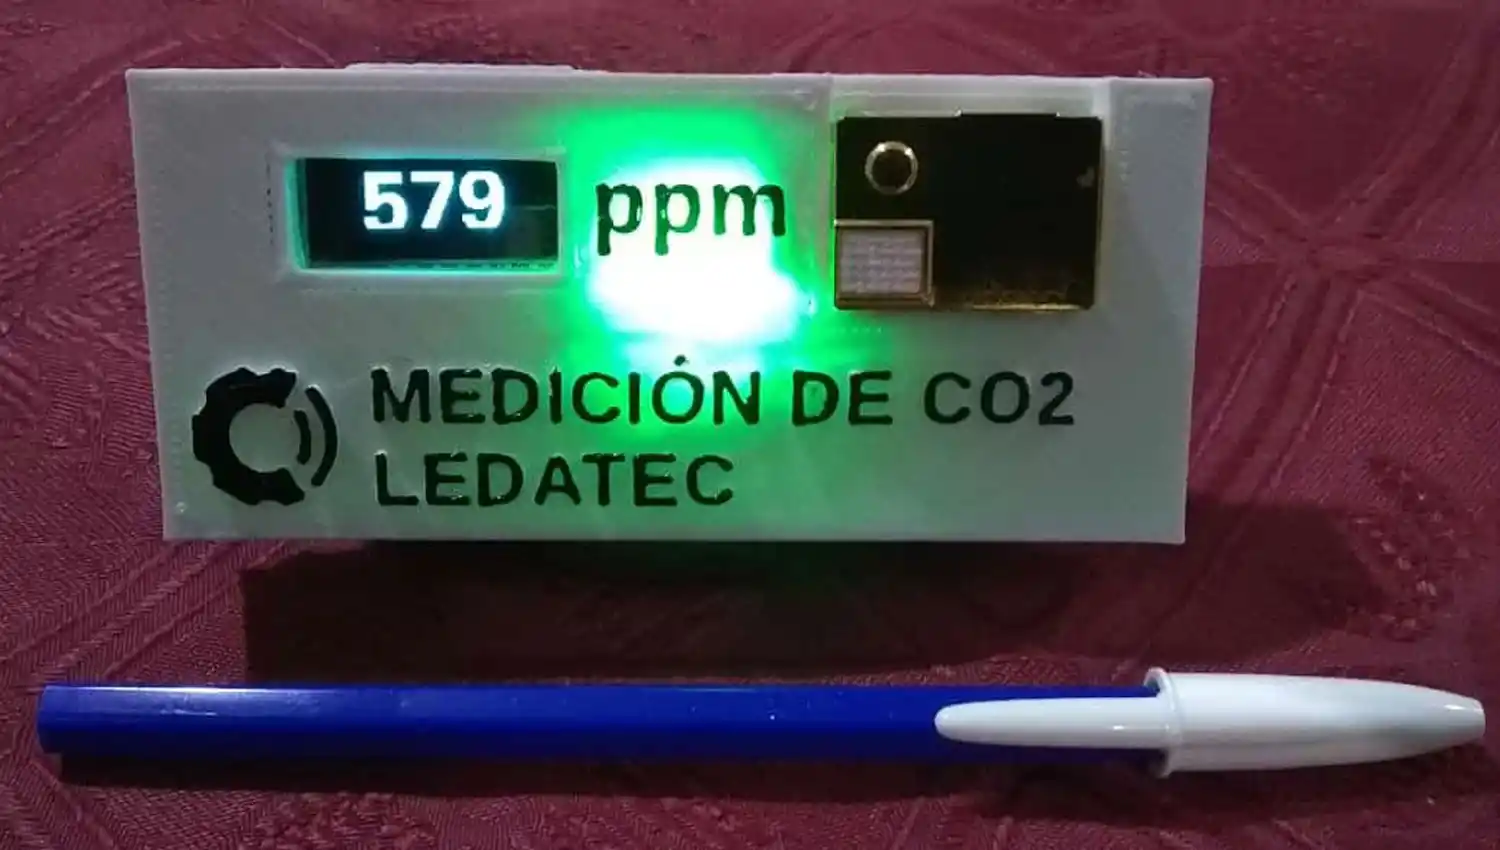 579 ppm
MEDICIÓN DE CO2
LEDATEC